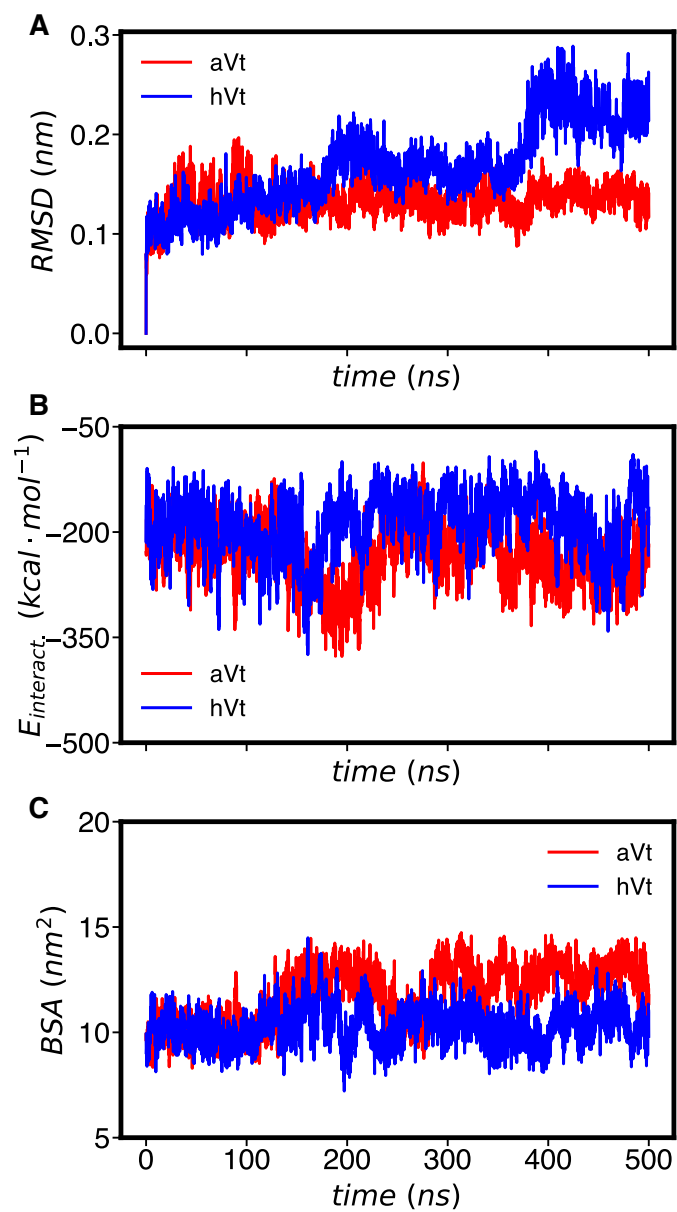 A
0.3
0.2
0.1
0.0
RMSD (nm)
aVt
hVt
time (ns)
B
−50
−200
−350
−500
E_interact. (kcal · mol⁻¹)
aVt
hVt
time (ns)
C
20
15
10
5
BSA (nm²)
aVt
hVt
0 100 200 300 400 500
time (ns)